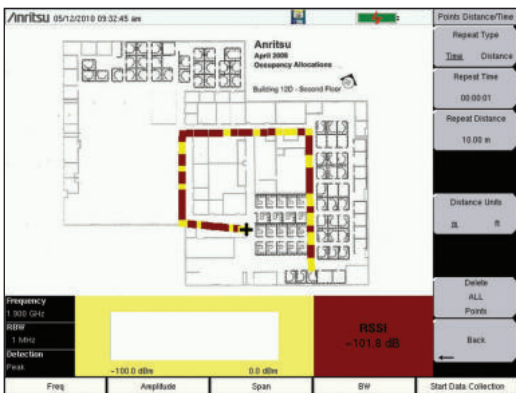 Anritsu 05/12/2010 09:32:45 am
Anritsu
April 2008
Occupancy Allocations
Building 12D - Second Floor
Points Distance/Time
Repeat Type
Time Distance
Repeat Time
00:00:01
Repeat Distance
10.00 m
Distance Units
m ft
Delete
ALL
Points
Back
Frequency
1.900 GHz
RBW
1 MHz
Detection
Peak
-100.0 dBm 0.0 dBm
RSSI
-101.8 dB
Freq Amplitude Span BW Start Data Collection